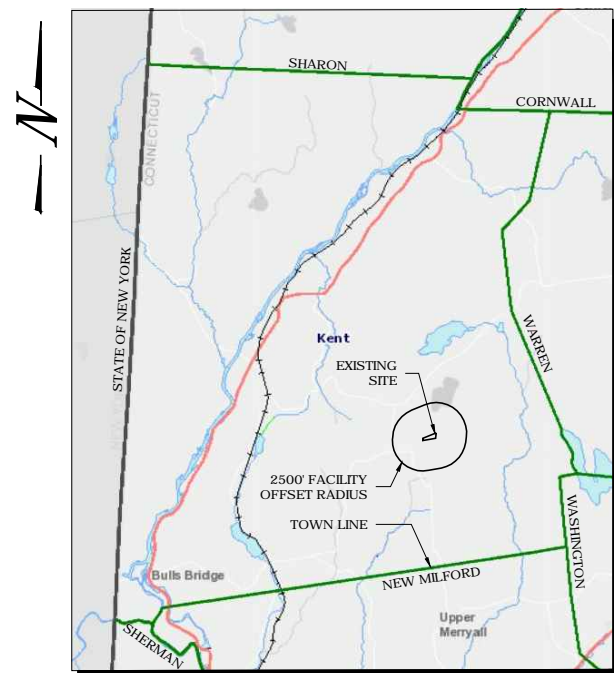 N
SHARON
CORNWALL
CONNECTICUT
STATE OF NEW YORK
Kent
EXISTING
SITE
WARREN
2500' FACILITY
OFFSET RADIUS
TOWN LINE
WASHINGTON
NEW MILFORD
Bulls Bridge
Upper
Merryall
SHERMAN